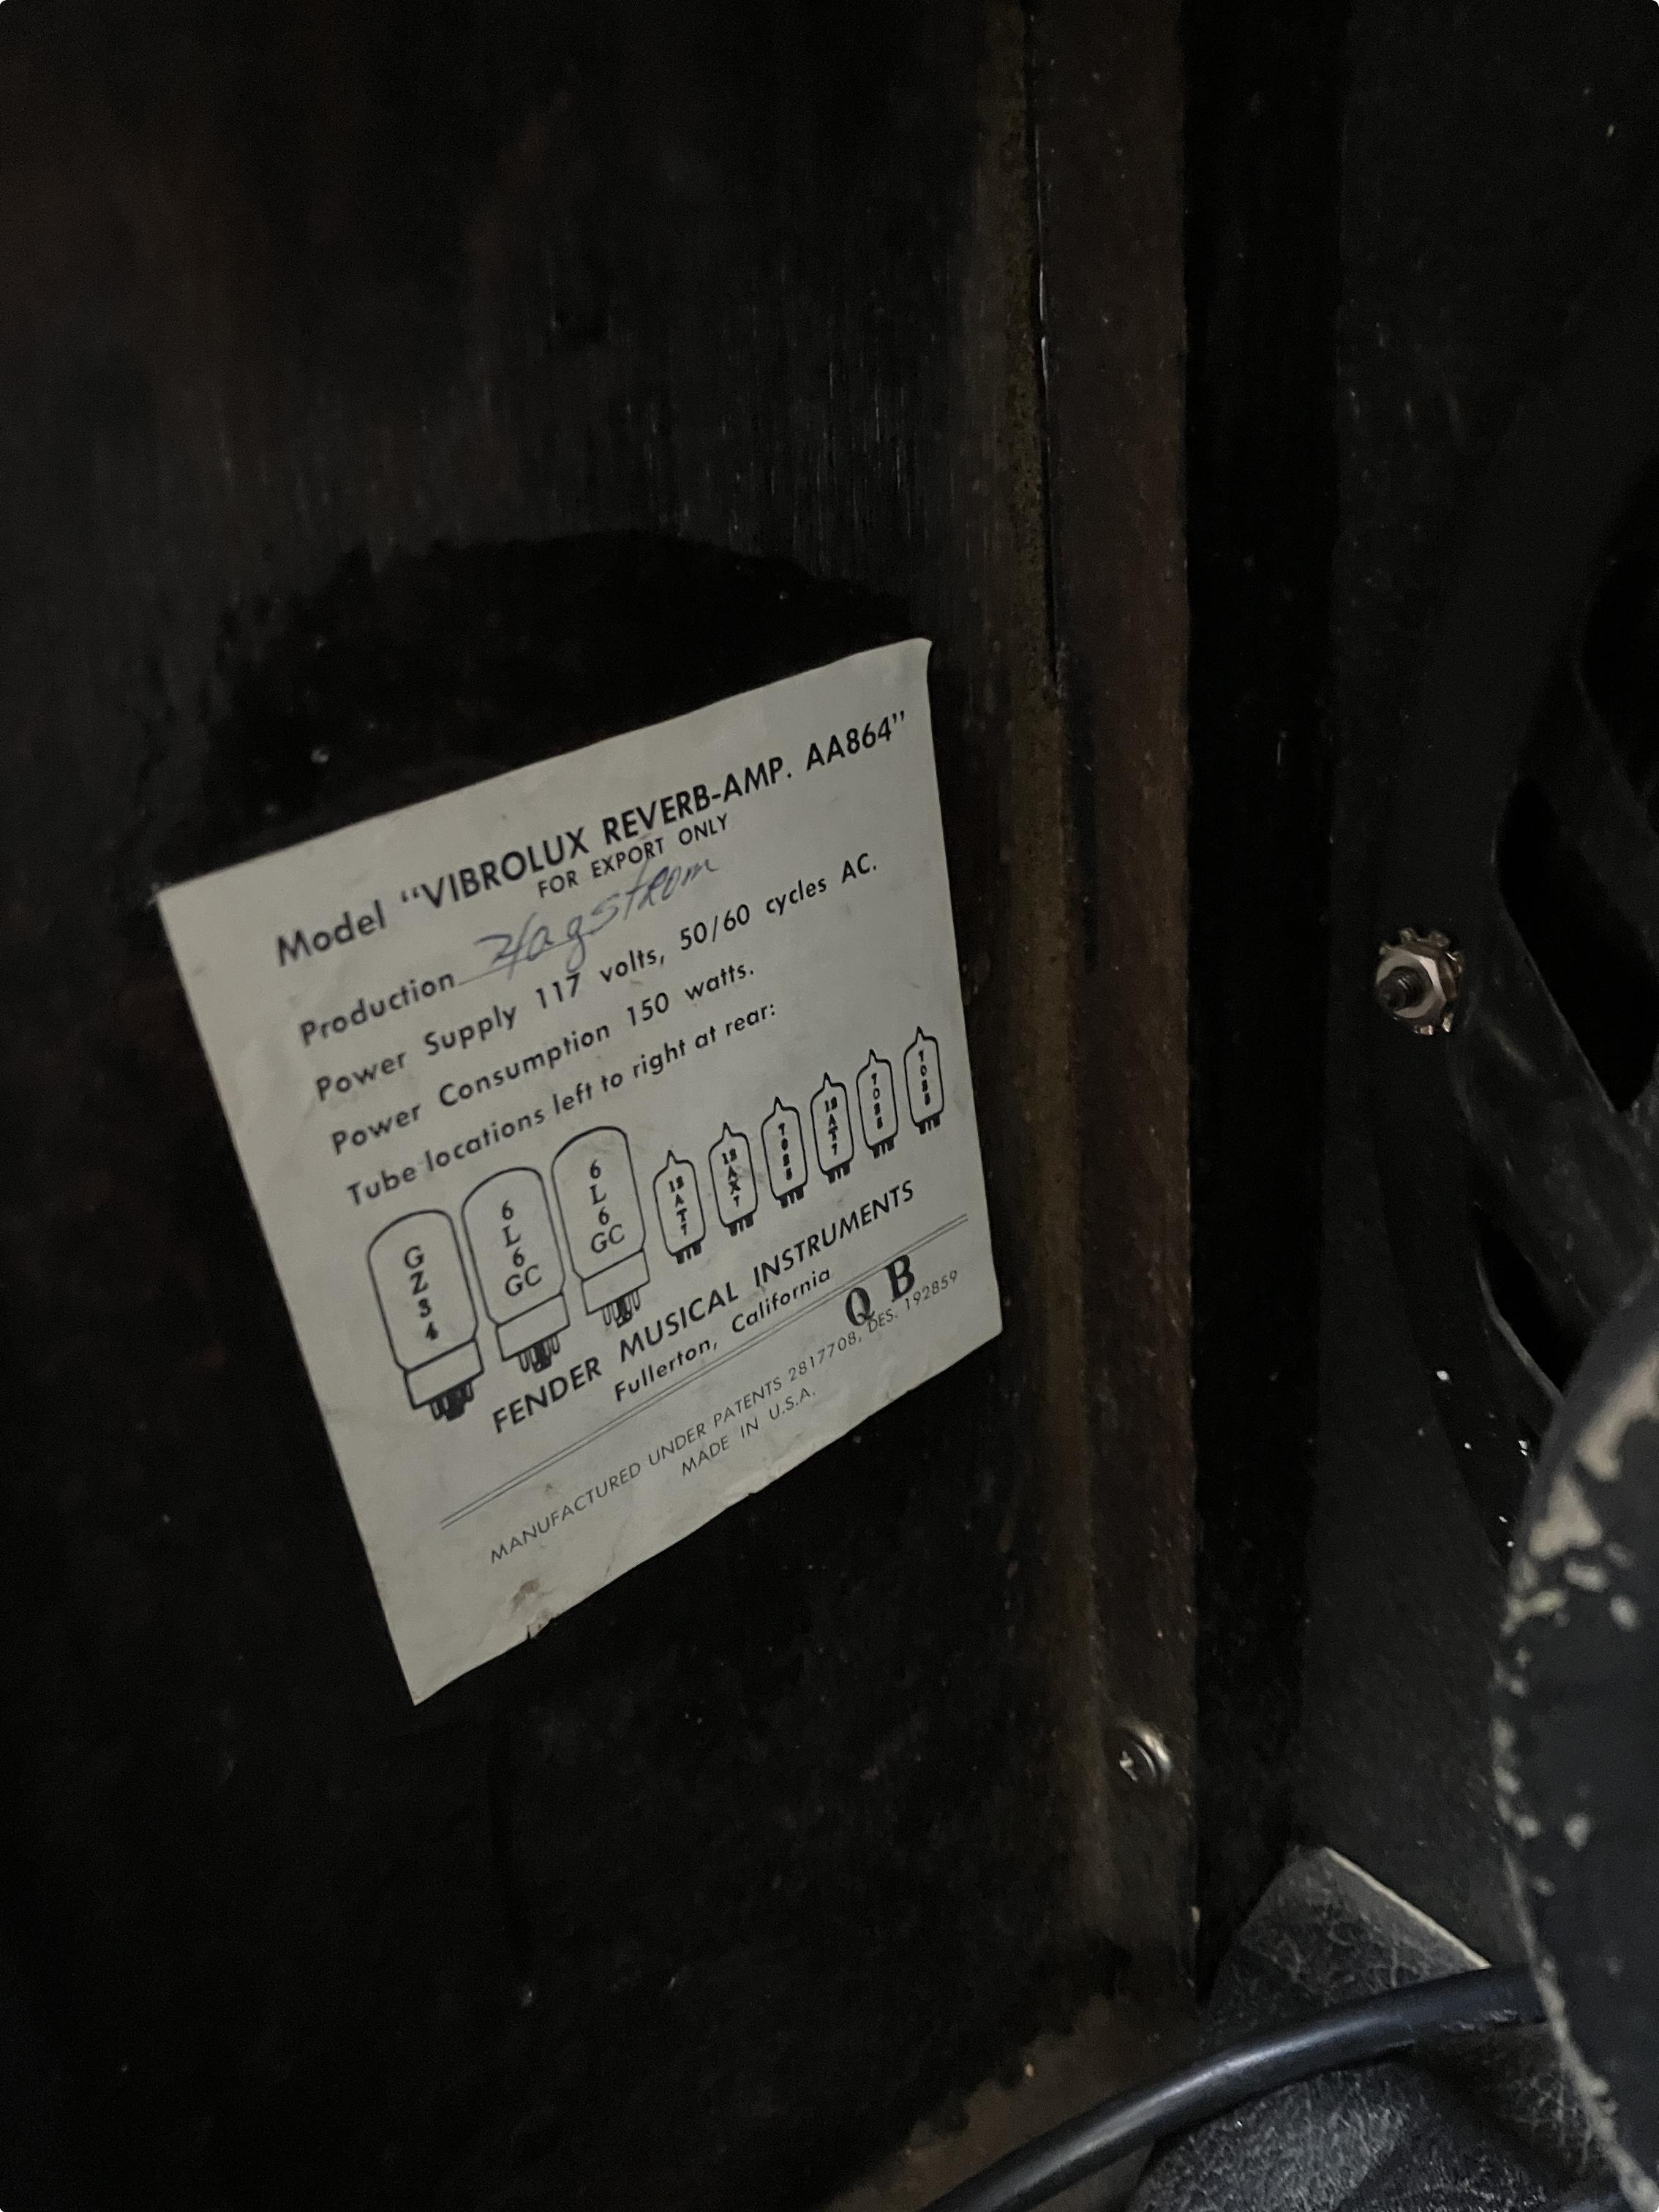 Model "VIBROLUX REVERB-AMP. AA864"
FOR EXPORT ONLY
Production Hagstrom
Power Supply 117 volts, 50/60 cycles AC.
Power Consumption 150 watts.
Tube locations left to right at rear:
GZ34 6L6GC 6L6GC 12AT7 12AX7 7025 12AT7 7025 7025
FENDER MUSICAL INSTRUMENTS
Fullerton, California
Q B
MANUFACTURED UNDER PATENTS 2817708, DES. 192859
MADE IN U.S.A.